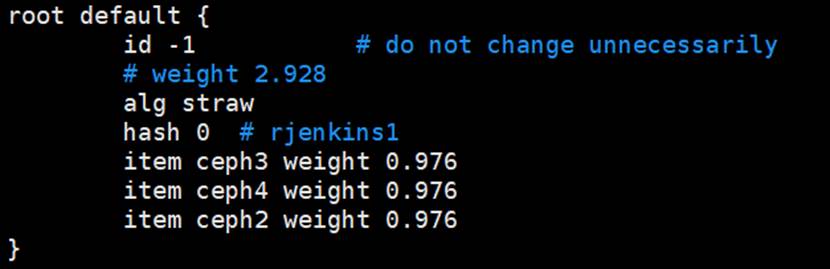 root default {
id -1 # do not change unnecessarily
# weight 2.928
alg straw
hash 0 # rjenkins1
item ceph3 weight 0.976
item ceph4 weight 0.976
item ceph2 weight 0.976
}